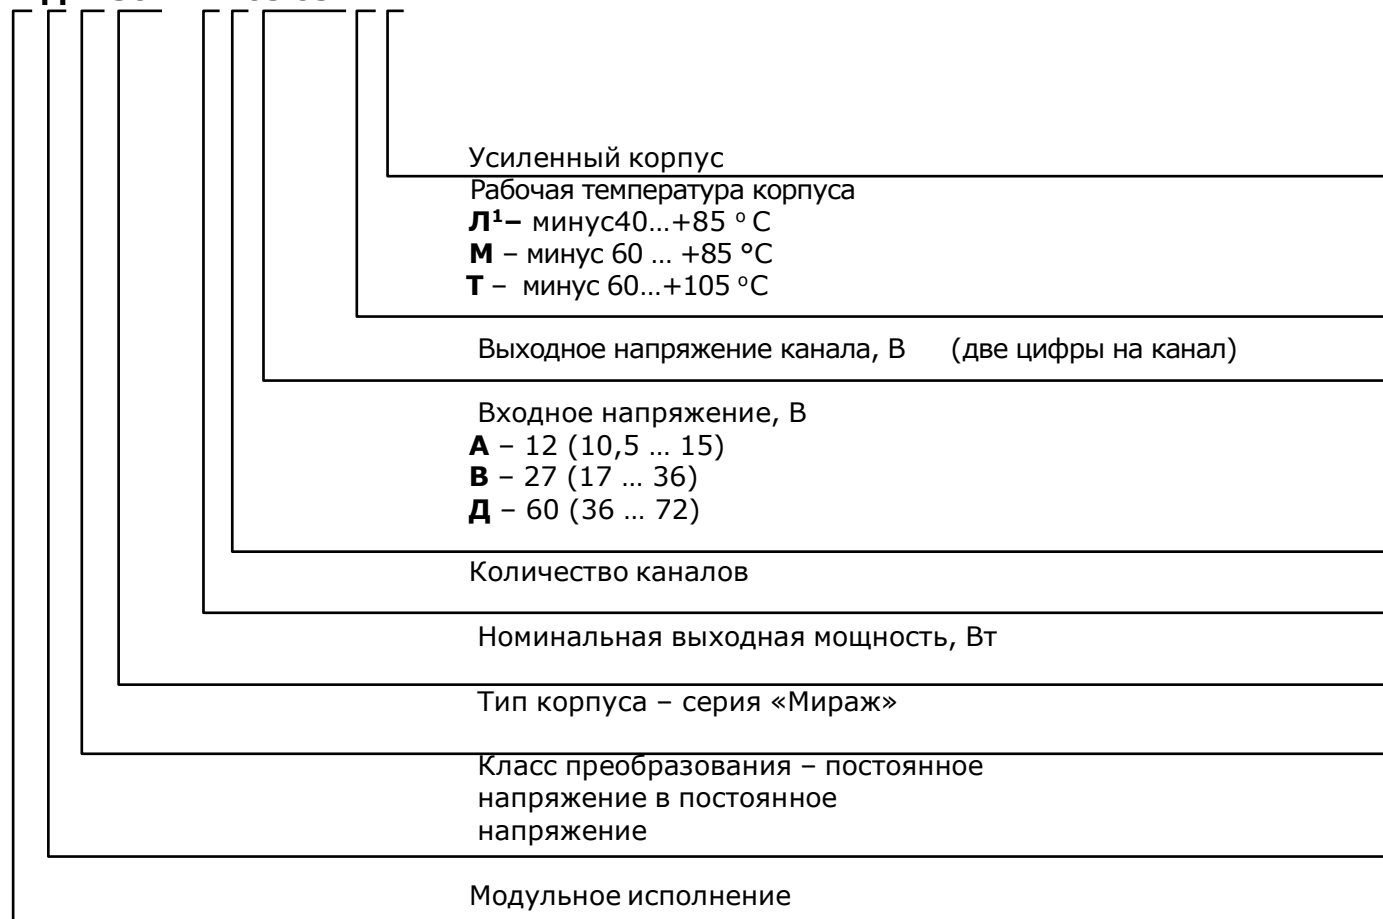 Усиленный корпус
Рабочая температура корпуса
Л¹– минус40…+85 ° С
М – минус 60 … +85 °С
Т – минус 60…+105 °С
Выходное напряжение канала, В (две цифры на канал)
Входное напряжение, В
А – 12 (10,5 … 15)
В – 27 (17 … 36)
Д – 60 (36 … 72)
Количество каналов
Номинальная выходная мощность, Вт
Тип корпуса – серия «Мираж»
Класс преобразования – постоянное
напряжение в постоянное
напряжение
Модульное исполнение